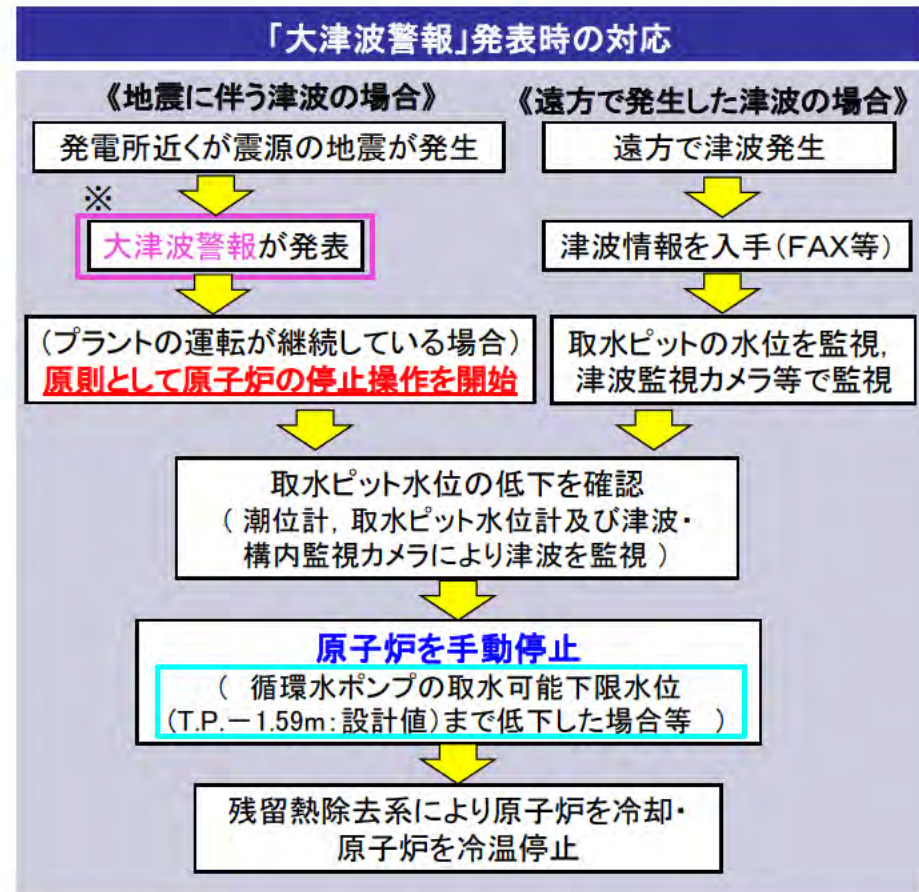 「大津波警報」発表時の対応
《地震に伴う津波の場合》
発電所近くが震源の地震が発生
※
大津波警報が発表
(プラントの運転が継続している場合)
原則として原子炉の停止操作を開始
《遠方で発生した津波の場合》
遠方で津波発生
津波情報を入手(FAX等)
取水ピットの水位を監視,
津波監視カメラ等で監視
取水ピット水位の低下を確認
( 潮位計, 取水ピット水位計及び津波・
構内監視カメラにより津波を監視 )
原子炉を手動停止
( 循環水ポンプの取水可能下限水位
(T.P.-1.59m:設計値)まで低下した場合等 )
残留熱除去系により原子炉を冷却・
原子炉を冷温停止